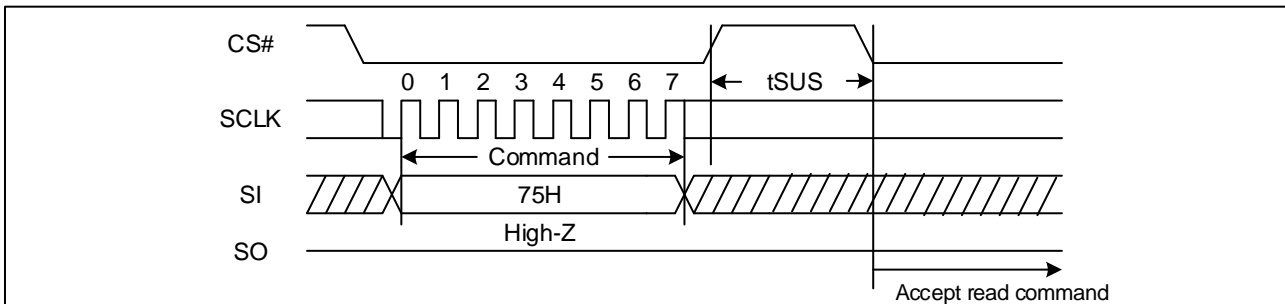 CS#
tSUS
0 1 2 3 4 5 6 7
SCLK
Command
SI
75H
High-Z
SO
Accept read command